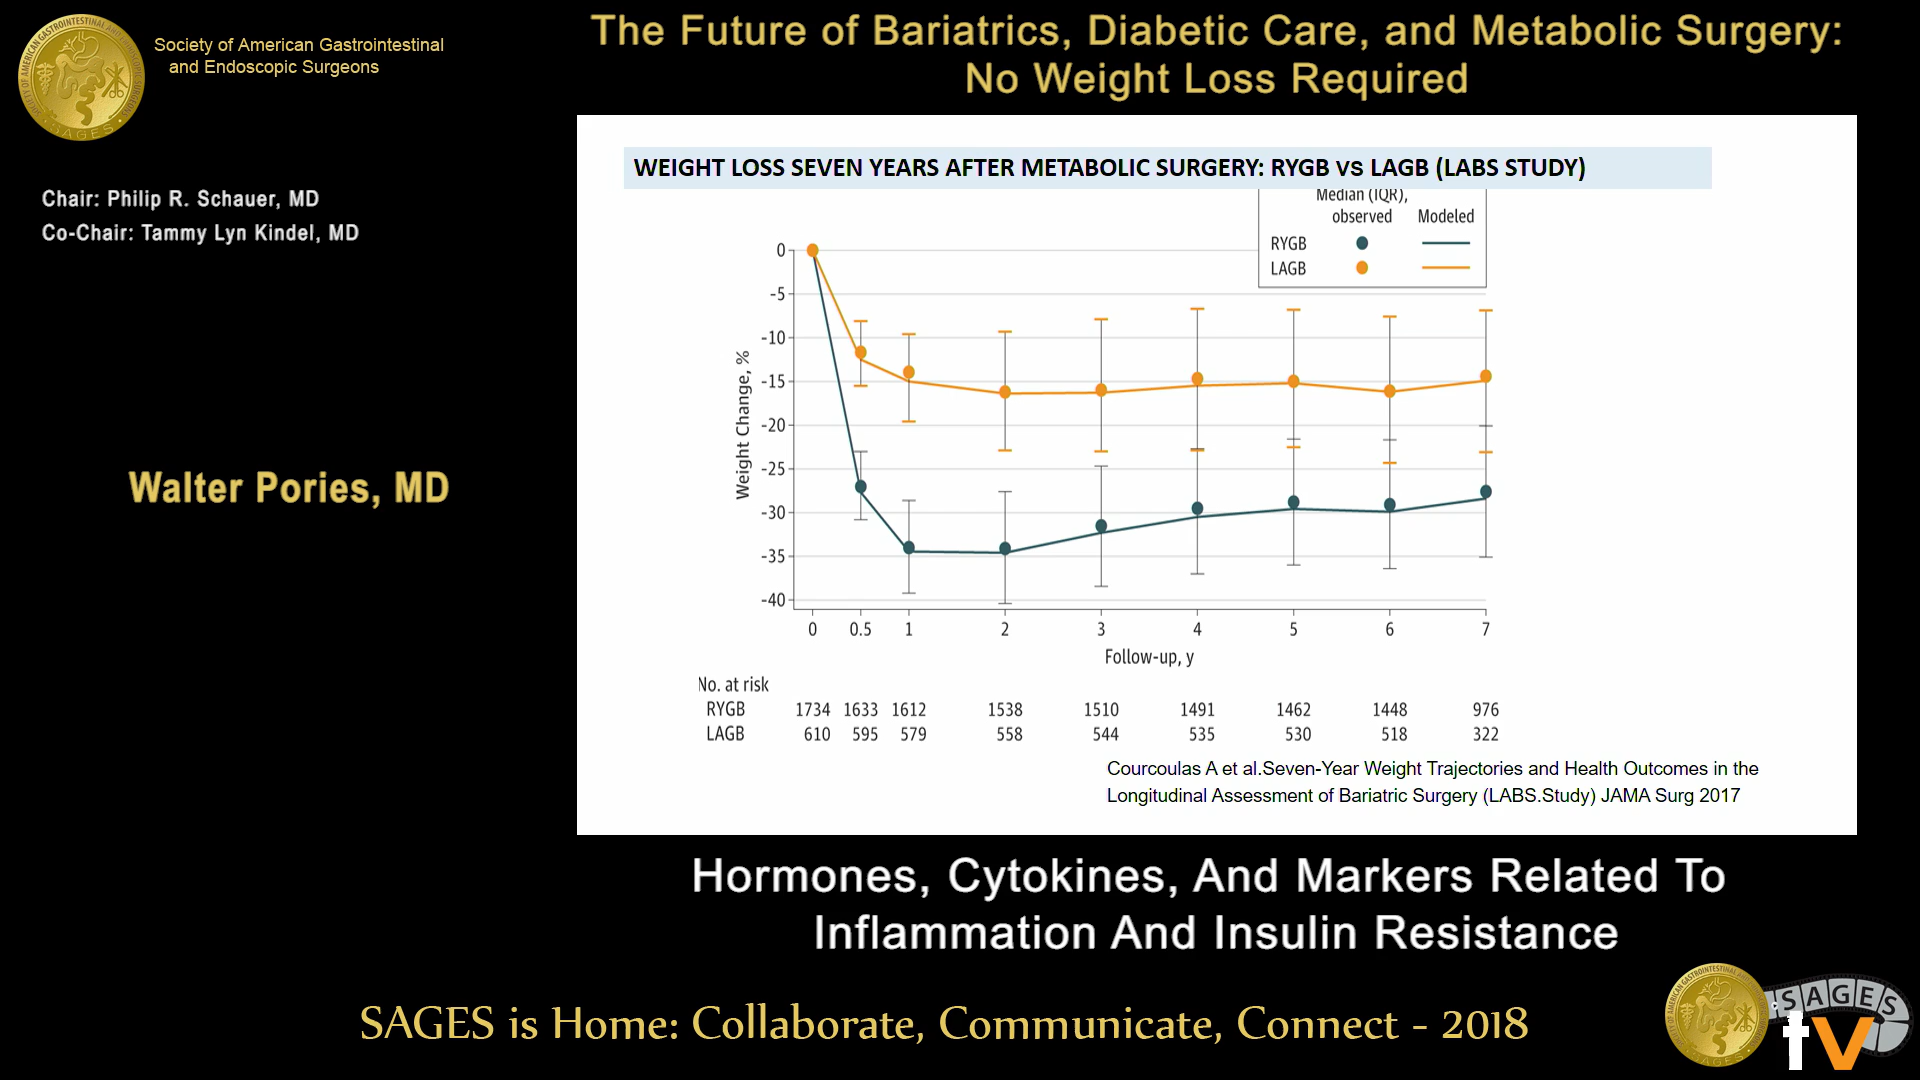 Society of American Gastrointestinal
and Endoscopic Surgeons
The Future of Bariatrics, Diabetic Care, and Metabolic Surgery:
No Weight Loss Required
Chair: Philip R. Schauer, MD
Co-Chair: Tammy Lyn Kindel, MD
Walter Pories, MD
WEIGHT LOSS SEVEN YEARS AFTER METABOLIC SURGERY: RYGB vs LAGB (LABS STUDY)
Median (IQR),
observed Modeled
RYGB
LAGB
Weight Change, %
0
-5
-10
-15
-20
-25
-30
-35
-40
0 0.5 1 2 3 4 5 6 7
Follow-up, y
No. at risk
RYGB 1734 1633 1612 1538 1510 1491 1462 1448 976
LAGB 610 595 579 558 544 535 530 518 322
Courcoulas A et al.Seven-Year Weight Trajectories and Health Outcomes in the
Longitudinal Assessment of Bariatric Surgery (LABS.Study) JAMA Surg 2017
Hormones, Cytokines, And Markers Related To
Inflammation And Insulin Resistance
SAGES is Home: Collaborate, Communicate, Connect - 2018
SAGES
SAGES
tv